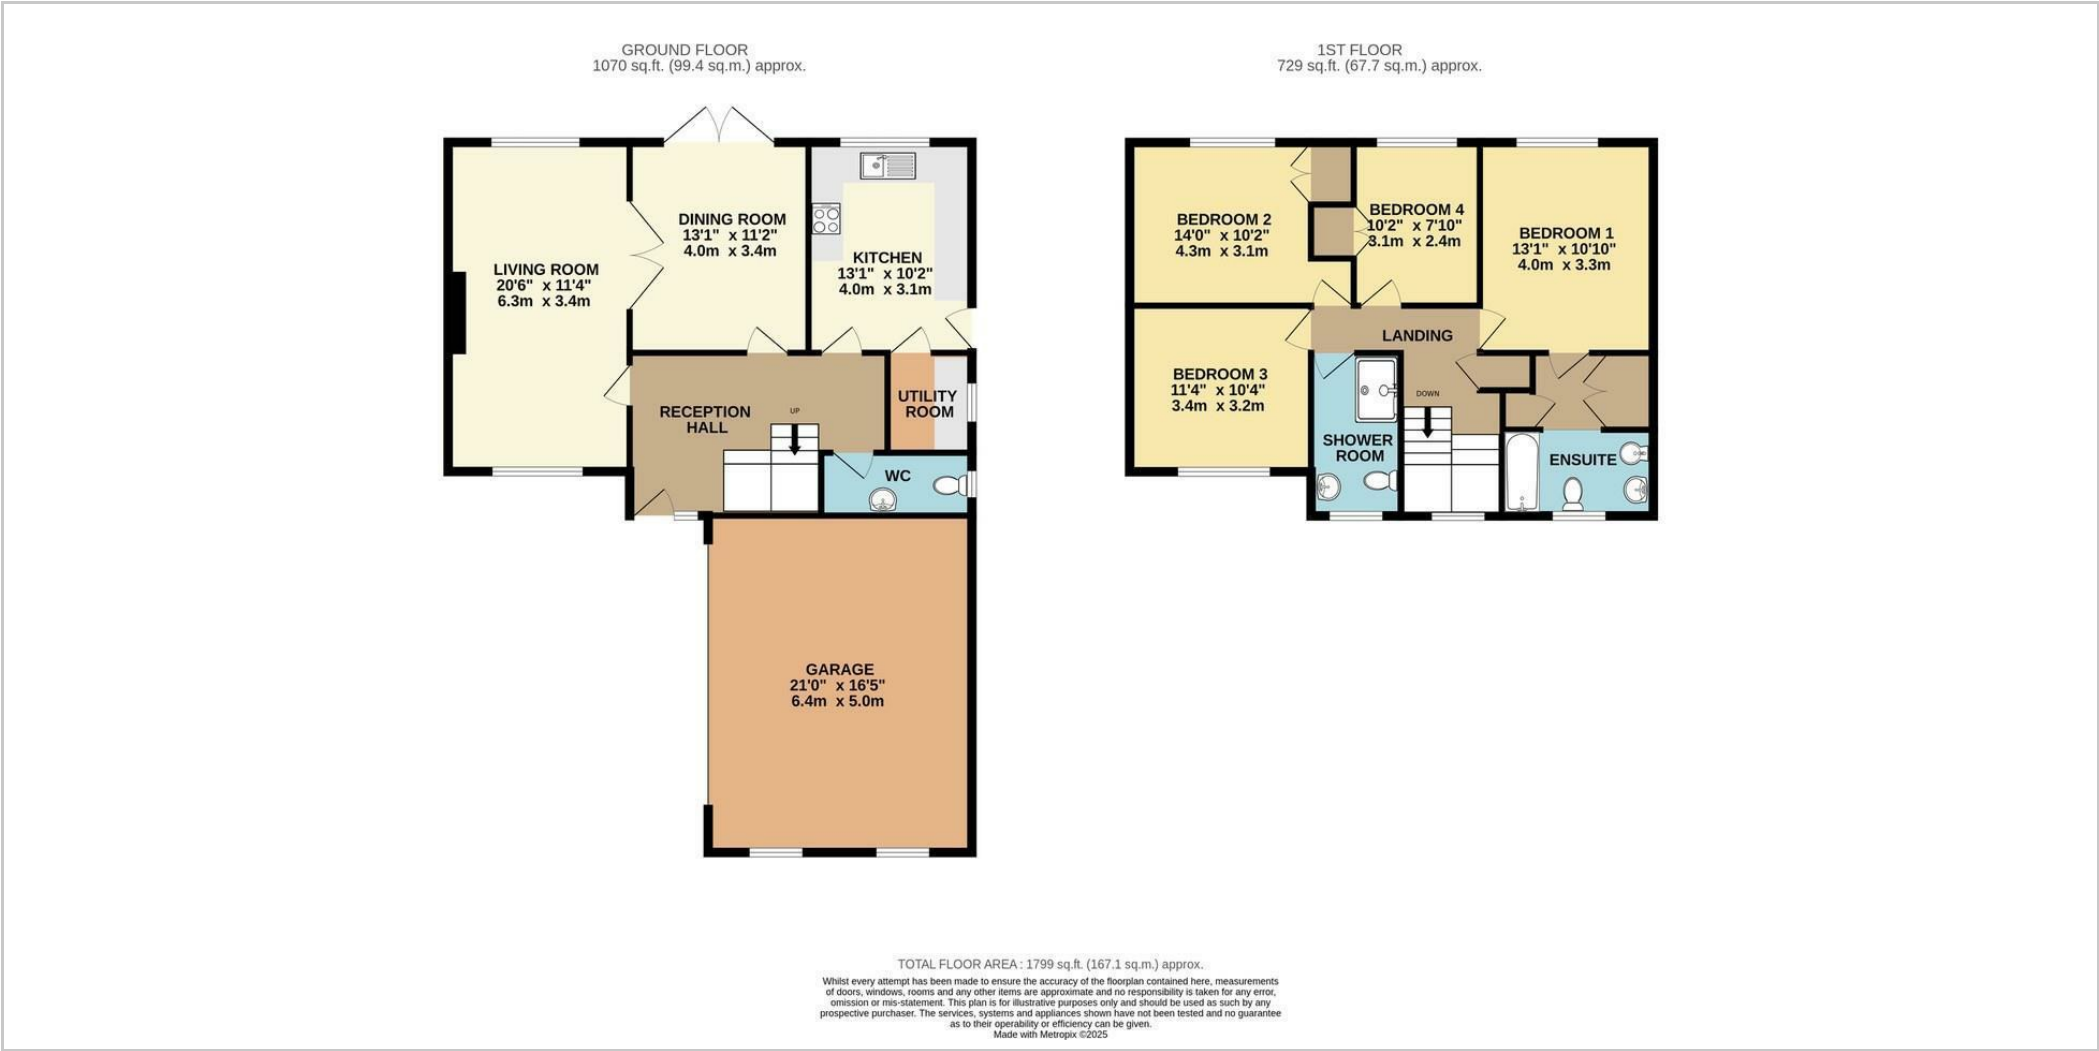 GROUND FLOOR
1070 sq.ft. (99.4 sq.m.) approx.
1ST FLOOR
729 sq.ft. (67.7 sq.m.) approx.
LIVING ROOM
20'6" x 11'4"
6.3m x 3.4m
DINING ROOM
13'1" x 11'2"
4.0m x 3.4m
KITCHEN
13'1" x 10'2"
4.0m x 3.1m
RECEPTION
HALL
UP
UTILITY
ROOM
WC
GARAGE
21'0" x 16'5"
6.4m x 5.0m
BEDROOM 2
14'0" x 10'2"
4.3m x 3.1m
BEDROOM 4
10'2" x 7'10"
3.1m x 2.4m
BEDROOM 1
13'1" x 10'10"
4.0m x 3.3m
LANDING
BEDROOM 3
11'4" x 10'4"
3.4m x 3.2m
DOWN
SHOWER
ROOM
ENSUITE
TOTAL FLOOR AREA : 1799 sq.ft. (167.1 sq.m.) approx.
Whilst every attempt has been made to ensure the accuracy of the floorplan contained here, measurements
of doors, windows, rooms and any other items are approximate and no responsibility is taken for any error,
omission or mis-statement. This plan is for illustrative purposes only and should be used as such by any
prospective purchaser. The services, systems and appliances shown have not been tested and no guarantee
as to their operability or efficiency can be given.
Made with Metropix ©2025